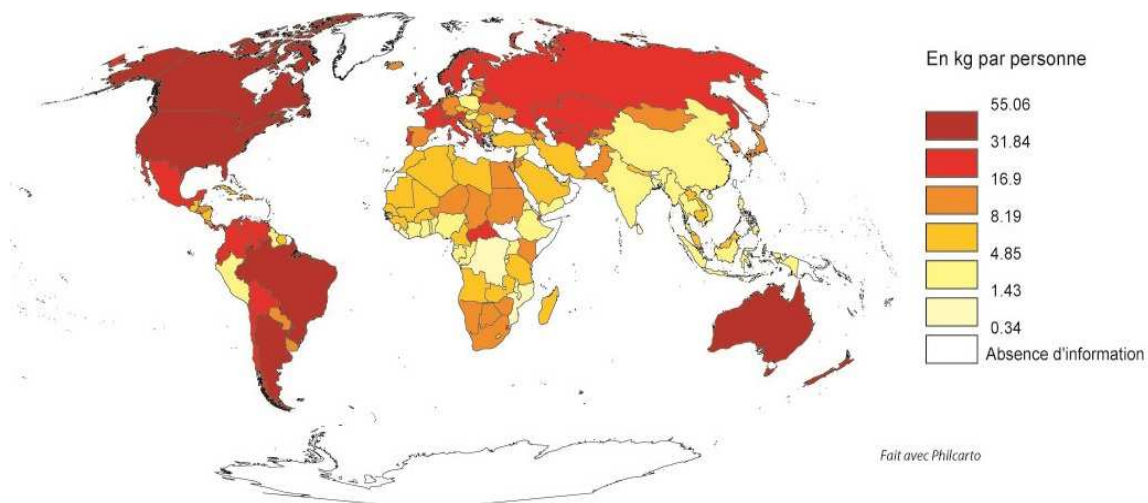 En kg par personne
55.06
31.84
16.9
8.19
4.85
1.43
0.34
Absence d'information
Fait avec Philcarto